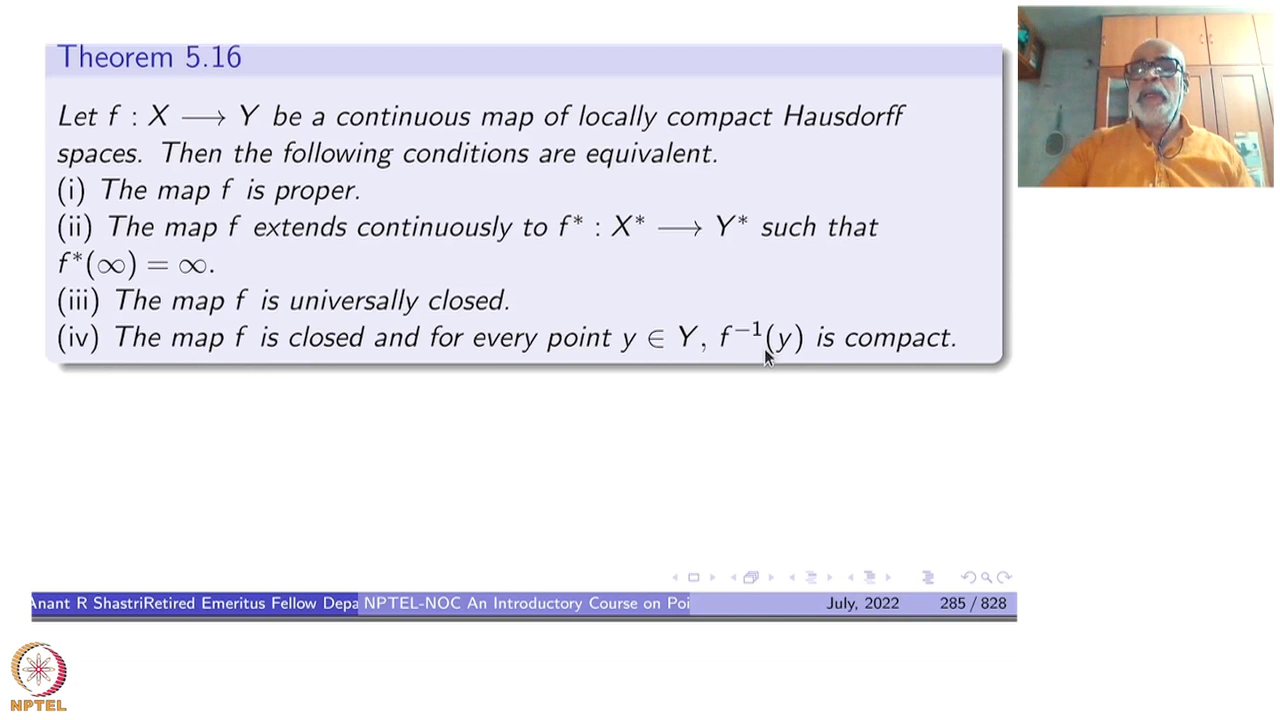 Theorem 5.16
Let f : X ⟶ Y be a continuous map of locally compact Hausdorff
spaces. Then the following conditions are equivalent.
(i) The map f is proper.
(ii) The map f extends continuously to f* : X* ⟶ Y* such that
f*(∞) = ∞.
(iii) The map f is universally closed.
(iv) The map f is closed and for every point y ∈ Y, f⁻¹(y) is compact.
Anant R ShastriRetired Emeritus Fellow Depa NPTEL-NOC An Introductory Course on Poi July, 2022 285 / 828
NPTEL